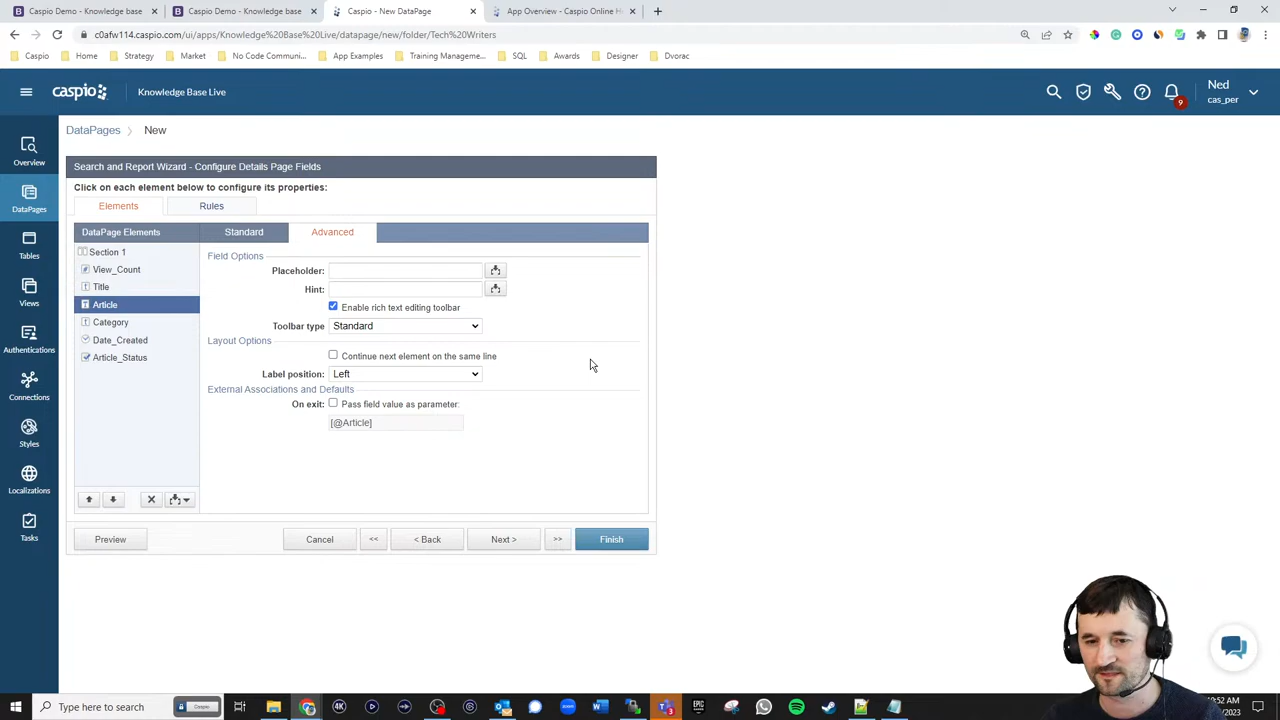 Caspio Demo - Knowledge base
Caspio Demo - Knowledge base
Caspio - New DataPage
App Overview - Caspio Online H
c0afw114.caspio.com/ui/apps/Knowledge%20Base%20Live/datapage/new/folder/Tech%20Writers
Caspio
Home
Strategy
Market
No Code Communi...
App Examples
Training Manageme...
SQL
Awards
Designer
Dvorac
caspio
Knowledge Base Live
9
Ned
cas_per
Overview
DataPages
Tables
Views
Authentications
Connections
Styles
Localizations
Tasks
DataPages
New
Search and Report Wizard - Configure Details Page Fields
Click on each element below to configure its properties:
Elements
Rules
DataPage Elements
Standard
Advanced
Section 1
View_Count
Title
Article
Category
Date_Created
Article_Status
Field Options
Placeholder:
Hint:
Enable rich text editing toolbar
Toolbar type
Standard
Layout Options
Continue next element on the same line
Label position:
Left
External Associations and Defaults
On exit:
Pass field value as parameter:
[@Article]
Preview
Cancel
<<
< Back
Next >
>>
Finish
Type here to search
Caspio
4K
EPIC
:52 AM
/2023